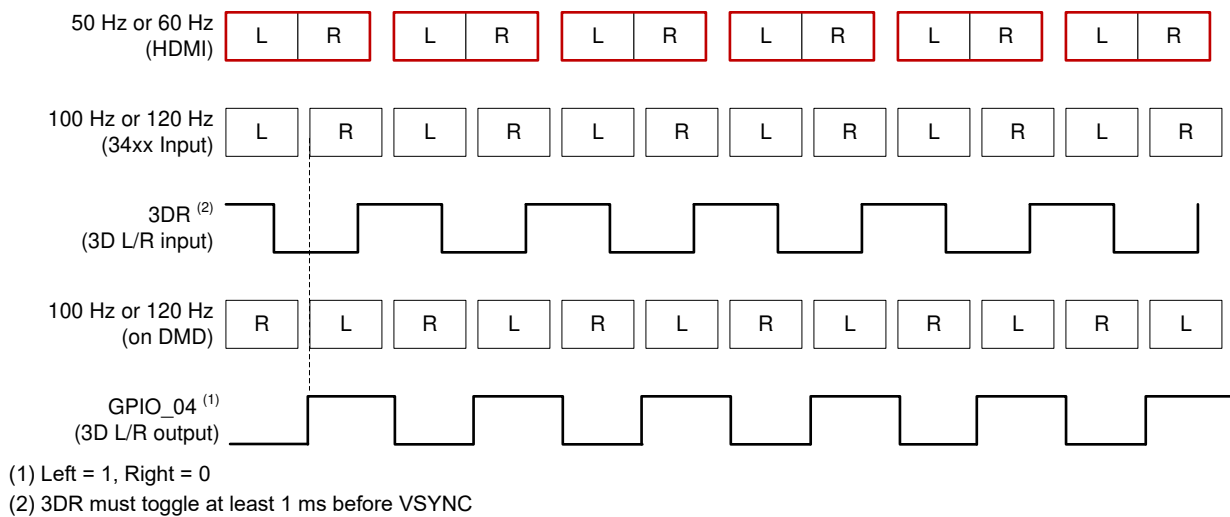 50 Hz or 60 Hz
(HDMI)
L R L R L R L R L R L R
100 Hz or 120 Hz
(34xx Input)
L R L R L R L R L R L R
3DR (2)
(3D L/R input)
100 Hz or 120 Hz
(on DMD)
R L R L R L R L R L R L
GPIO_04 (1)
(3D L/R output)
(1) Left = 1, Right = 0
(2) 3DR must toggle at least 1 ms before VSYNC